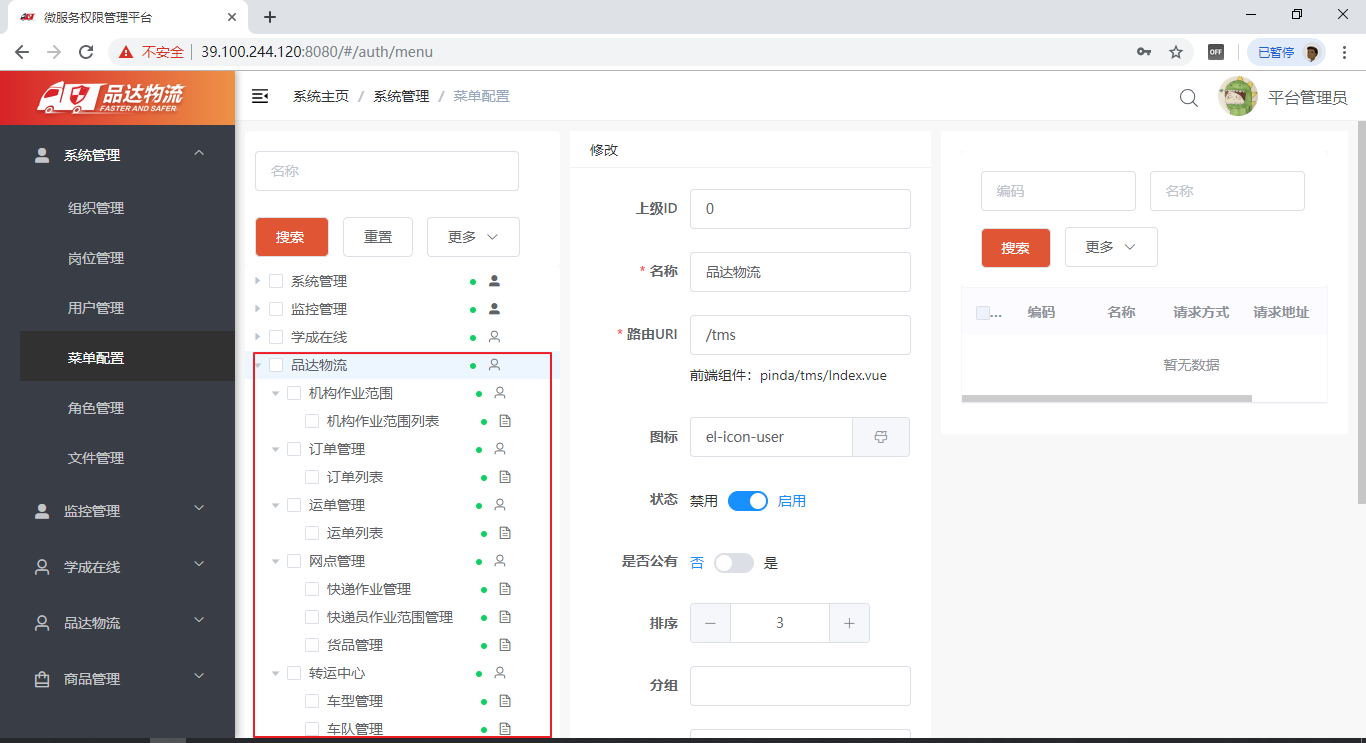 微服务权限管理平台
不安全 39.100.244.120:8080/#/auth/menu OFF 已暂停
品达物流
FASTER AND SAFER
系统主页 / 系统管理 / 菜单配置
平台管理员
系统管理
组织管理
岗位管理
用户管理
菜单配置
角色管理
文件管理
监控管理
学成在线
品达物流
商品管理
名称
搜索 重置 更多
系统管理
监控管理
学成在线
品达物流
机构作业范围
机构作业范围列表
订单管理
订单列表
运单管理
运单列表
网点管理
快递作业管理
快递员作业范围管理
货品管理
转运中心
车型管理
车队管理
修改
上级ID 0
* 名称 品达物流
* 路由URI /tms
前端组件：pinda/tms/Index.vue
图标 el-icon-user
状态 禁用 启用
是否公有 否 是
排序 3
分组
编码 名称
搜索 更多
... 编码 名称 请求方式 请求地址
暂无数据